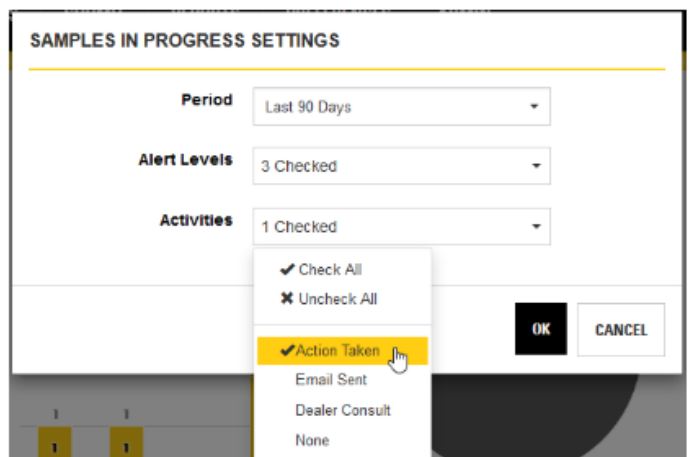 SAMPLES IN PROGRESS SETTINGS
Period
Last 90 Days
Alert Levels
3 Checked
Activities
1 Checked
Check All
Uncheck All
Action Taken
Email Sent
Dealer Consult
None
OK
CANCEL
1 1
1 1